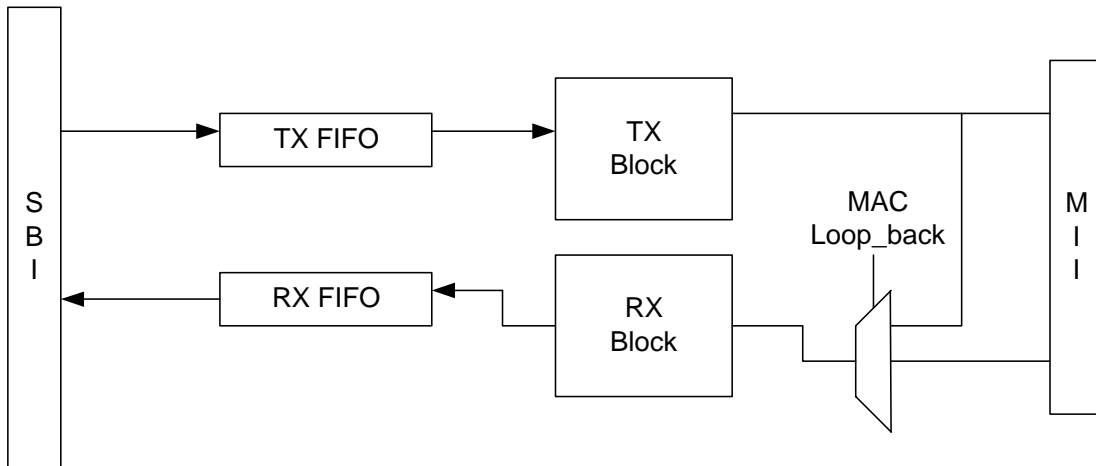 S
B
I
TX FIFO
TX
Block
MAC
Loop_back
M
I
I
RX FIFO
RX
Block